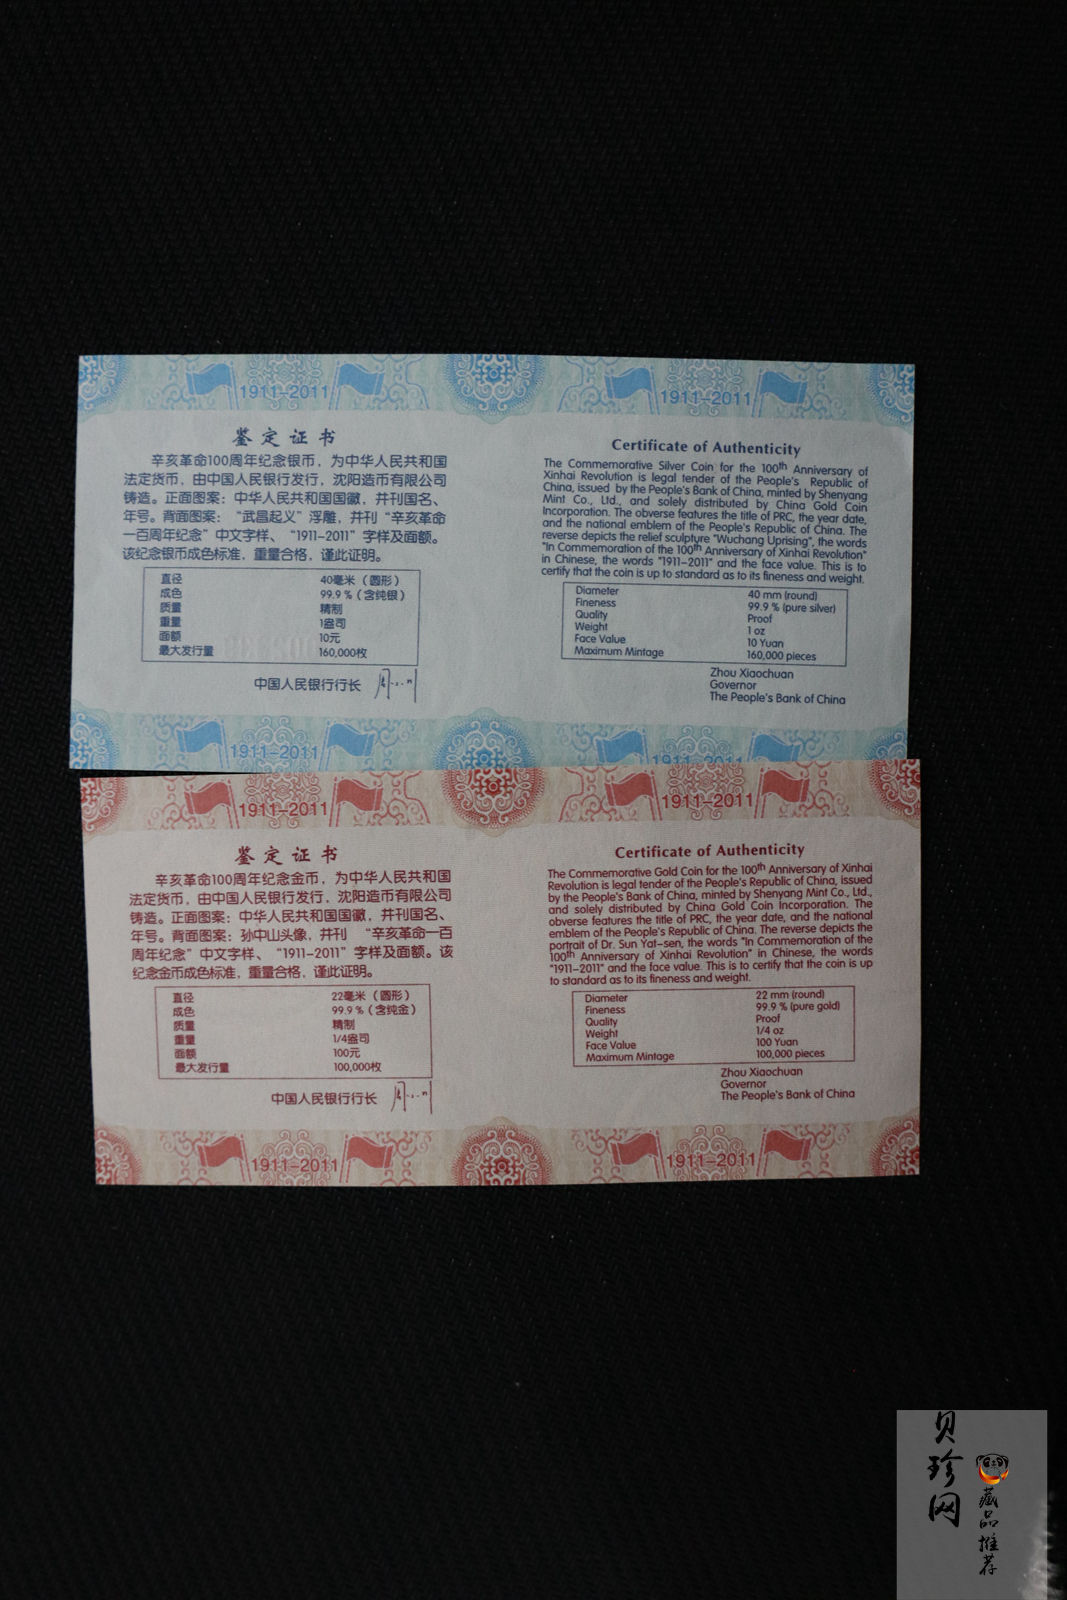 1911-2011
1911-2011
鉴定证书
辛亥革命100周年纪念银币，为中华人民共和国
法定货币，由中国人民银行发行，沈阳造币有限公司
铸造。正面图案：中华人民共和国国徽，并刊国名、
年号。背面图案：“武昌起义”浮雕，并刊“辛亥革命
一百周年纪念”中文字样、“1911-2011”字样及面额。
该纪念银币成色标准，重量合格，谨此证明。
直径 40毫米（圆形）
成色 99.9％（含纯银）
质量 精制
重量 1盎司
面额 10元
最大发行量 160,000枚
中国人民银行行长
Certificate of Authenticity
The Commemorative Silver Coin for the 100th Anniversary of
Xinhai Revolution is legal tender of the People's Republic of
China, issued by the People's Bank of China, minted by Shenyang
Mint Co., Ltd., and solely distributed by China Gold Coin
Incorporation. The obverse features the title of PRC, the year date,
and the national emblem of the People's Republic of China. The
reverse depicts the relief sculpture "Wuchang Uprising", the words
"In Commemoration of the 100th Anniversary of Xinhai Revolution"
in Chinese, the words "1911-2011" and the face value. This is to
certify that the coin is up to standard as to its fineness and weight.
Diameter 40 mm (round)
Fineness 99.9 % (pure silver)
Quality Proof
Weight 1 oz
Face Value 10 Yuan
Maximum Mintage 160,000 pieces
Zhou Xiaochuan
Governor
The People's Bank of China
1911-2011
1911-2011
1911-2011
1911-2011
鉴定证书
辛亥革命100周年纪念金币，为中华人民共和国
法定货币，由中国人民银行发行，沈阳造币有限公司
铸造。正面图案：中华人民共和国国徽，并刊国名、
年号。背面图案：孙中山头像，并刊 “辛亥革命一百
周年纪念”中文字样、“1911-2011”字样及面额。该
纪念金币成色标准，重量合格，谨此证明。
直径 22毫米（圆形）
成色 99.9％（含纯金）
质量 精制
重量 1/4盎司
面额 100元
最大发行量 100,000枚
中国人民银行行长
Certificate of Authenticity
The Commemorative Gold Coin for the 100th Anniversary of Xinhai
Revolution is legal tender of the People's Republic of China, issued
by the People's Bank of China, minted by Shenyang Mint Co., Ltd.,
and solely distributed by China Gold Coin Incorporation. The
obverse features the title of PRC, the year date, and the national
emblem of the People's Republic of China. The reverse depicts the
portrait of Dr. Sun Yat-sen, the words "In Commemoration of the
100th Anniversary of Xinhai Revolution" in Chinese, the words
"1911-2011" and the face value. This is to certify that the coin is up
to standard as to its fineness and weight.
Diameter 22 mm (round)
Fineness 99.9 % (pure gold)
Quality Proof
Weight 1/4 oz
Face Value 100 Yuan
Maximum Mintage 100,000 pieces
Zhou Xiaochuan
Governor
The People's Bank of China
1911-2011
1911-2011
贝珍网
藏品推荐